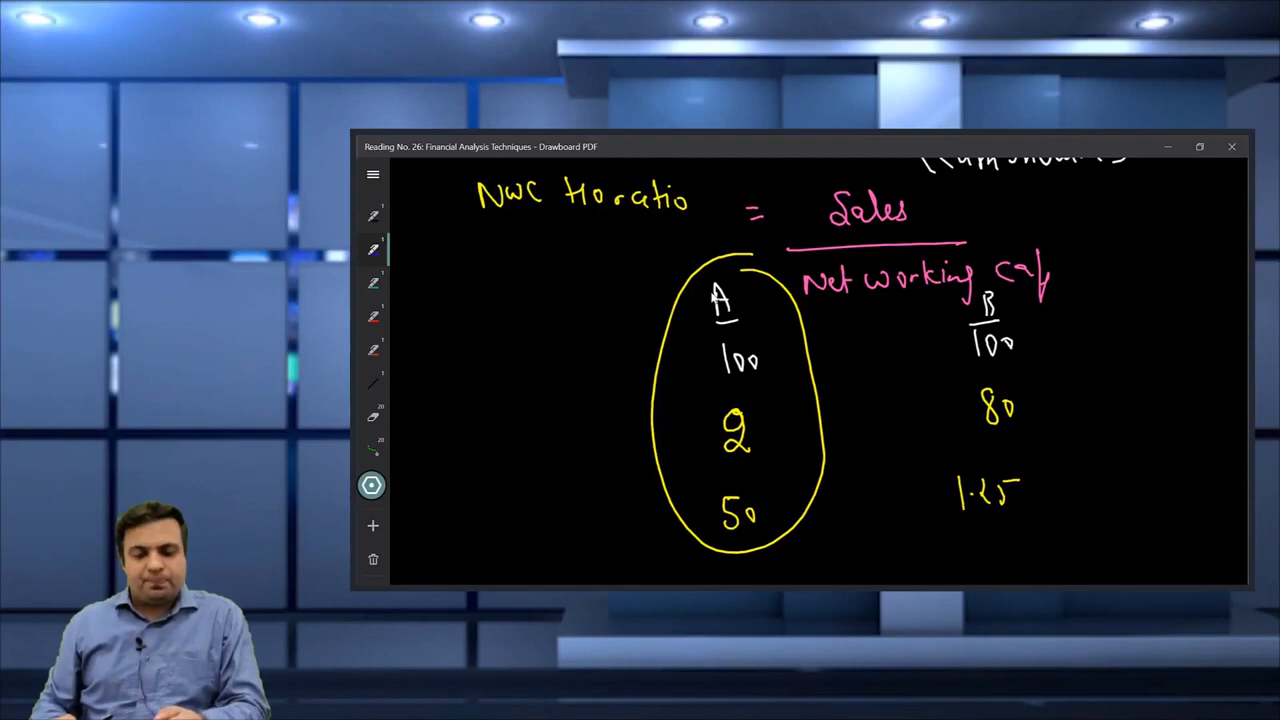 Reading No. 26: Financial Analysis Techniques - Drawboard PDF
NWC to ratio = Sales
Net working cap
A B
100 100
2 80
50 1.25